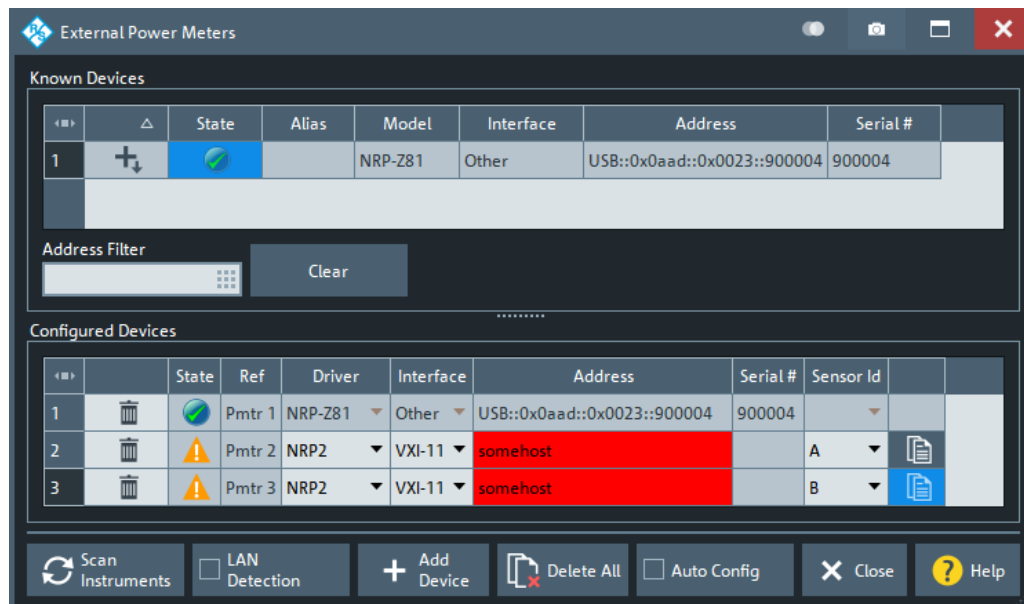 External Power Meters
Known Devices
State Alias Model Interface Address Serial #
1 NRP-Z81 Other USB::0x0aad::0x0023::900004 900004
Address Filter
Clear
Configured Devices
State Ref Driver Interface Address Serial # Sensor Id
1 Pmtr 1 NRP-Z81 Other USB::0x0aad::0x0023::900004 900004
2 Pmtr 2 NRP2 VXI-11 somehost A
3 Pmtr 3 NRP2 VXI-11 somehost B
Scan Instruments
LAN Detection
Add Device
Delete All
Auto Config
Close
Help